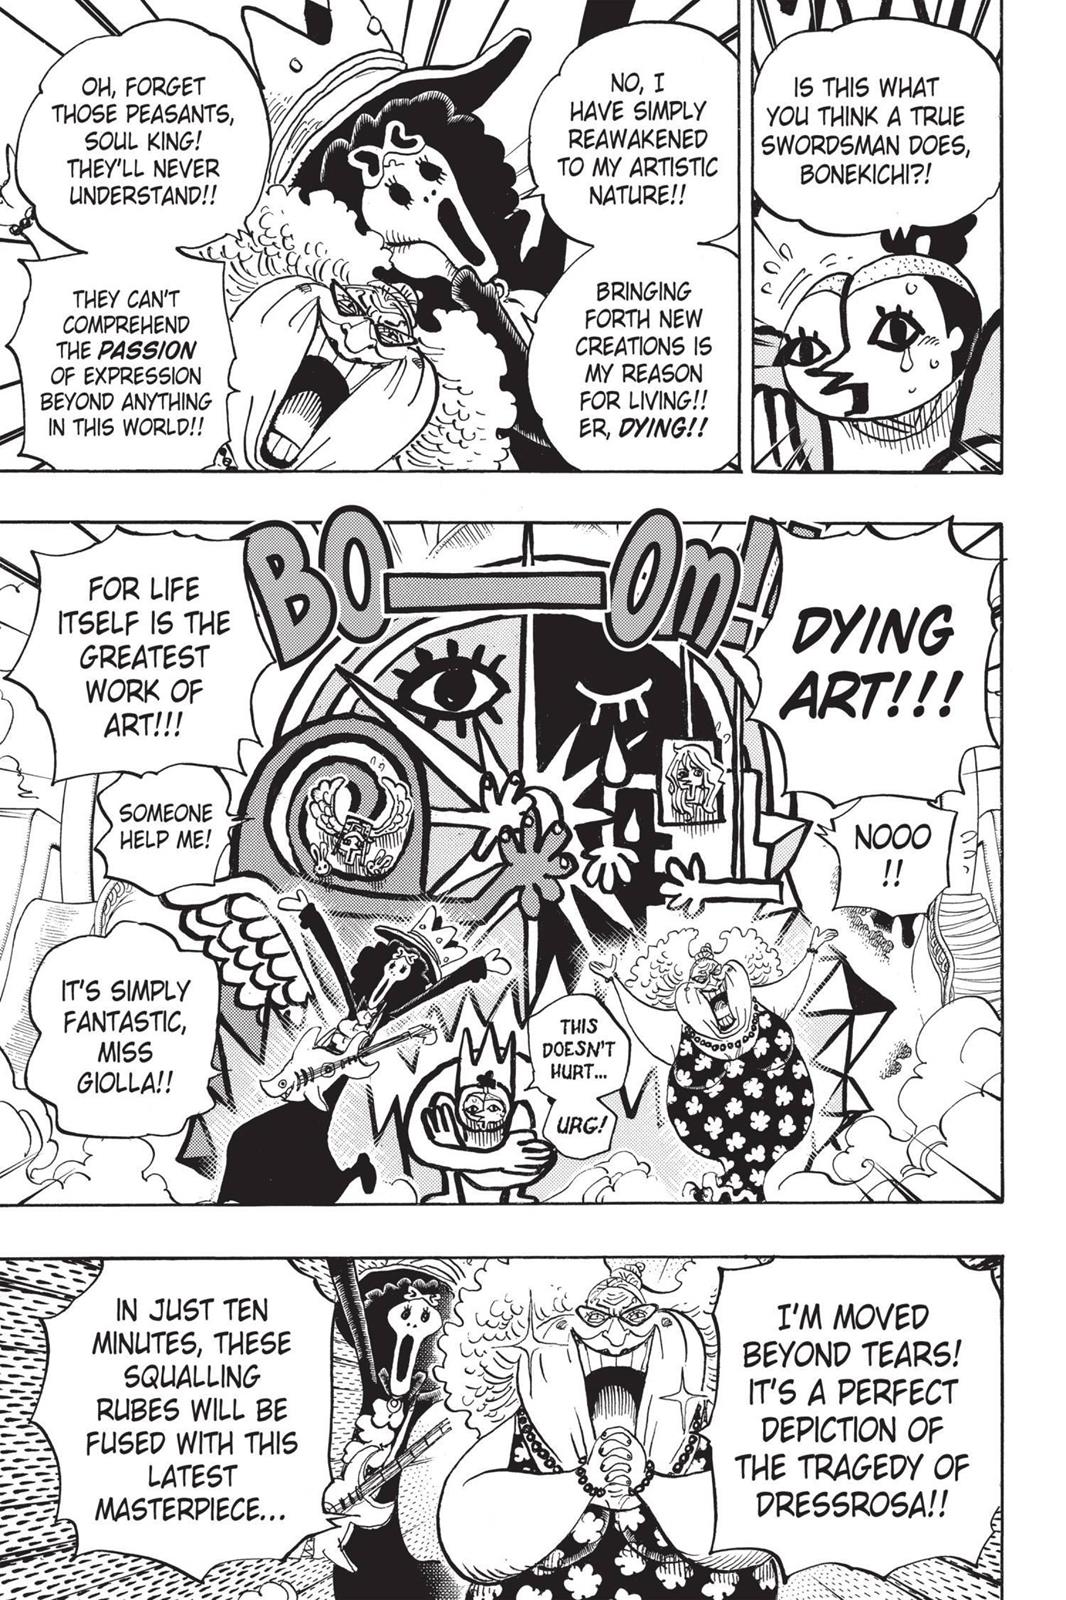 IS THIS WHAT
YOU THINK A TRUE
SWORDSMAN DOES,
BONEKICHI?!
NO, I
HAVE SIMPLY
REAWAKENED
TO MY ARTISTIC
NATURE!!
BRINGING
FORTH NEW
CREATIONS IS
MY REASON
FOR LIVING!!
ER, DYING!!
OH, FORGET
THOSE PEASANTS,
SOUL KING!
THEY'LL NEVER
UNDERSTAND!!
THEY CAN'T
COMPREHEND
THE PASSION
OF EXPRESSION
BEYOND ANYTHING
IN THIS WORLD!!
DYING
ART!!!
BO—OM!!
FOR LIFE
ITSELF IS THE
GREATEST
WORK OF
ART!!!
NOOO
!!
SOMEONE
HELP ME!
THIS
DOESN'T
HURT...
URG!
IT'S SIMPLY
FANTASTIC,
MISS
GIOLLA!!
I'M MOVED
BEYOND TEARS!
IT'S A PERFECT
DEPICTION OF
THE TRAGEDY OF
DRESSROSA!!
IN JUST TEN
MINUTES, THESE
SQUALLING
RUBES WILL BE
FUSED WITH THIS
LATEST
MASTERPIECE...